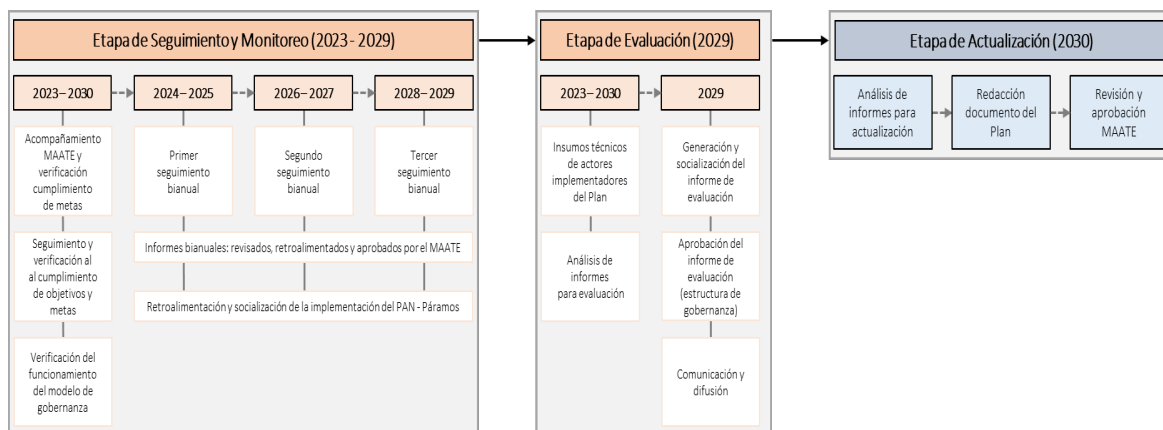 Etapa de Seguimiento y Monitoreo (2023 - 2029)
2023 – 2030
2024 – 2025
2026 – 2027
2028 – 2029
Acompañamiento
MAATE y
verificación
cumplimiento
de metas
Primer
seguimiento
bianual
Segundo
seguimiento
bianual
Tercer
seguimiento
bianual
Seguimiento y
verificación al
al cumplimiento
de objetivos y
metas
Informes bianuales: revisados, retroalimentados y aprobados por el MAATE
Retroalimentación y socialización de la implementación del PAN - Páramos
Verificación del
funcionamiento
del modelo de
gobernanza
Etapa de Evaluación (2029)
2023 – 2030
2029
Insumos técnicos
de actores
implementadores
del Plan
Generación y
socialización del
informe de
evaluación
Análisis de
informes
para evaluación
Aprobación del
informe de
evaluación
(estructura de
gobernanza)
Comunicación y
difusión
Etapa de Actualización (2030)
Análisis de
informes para
actualización
Redacción
documento del
Plan
Revisión y
aprobación
MAATE